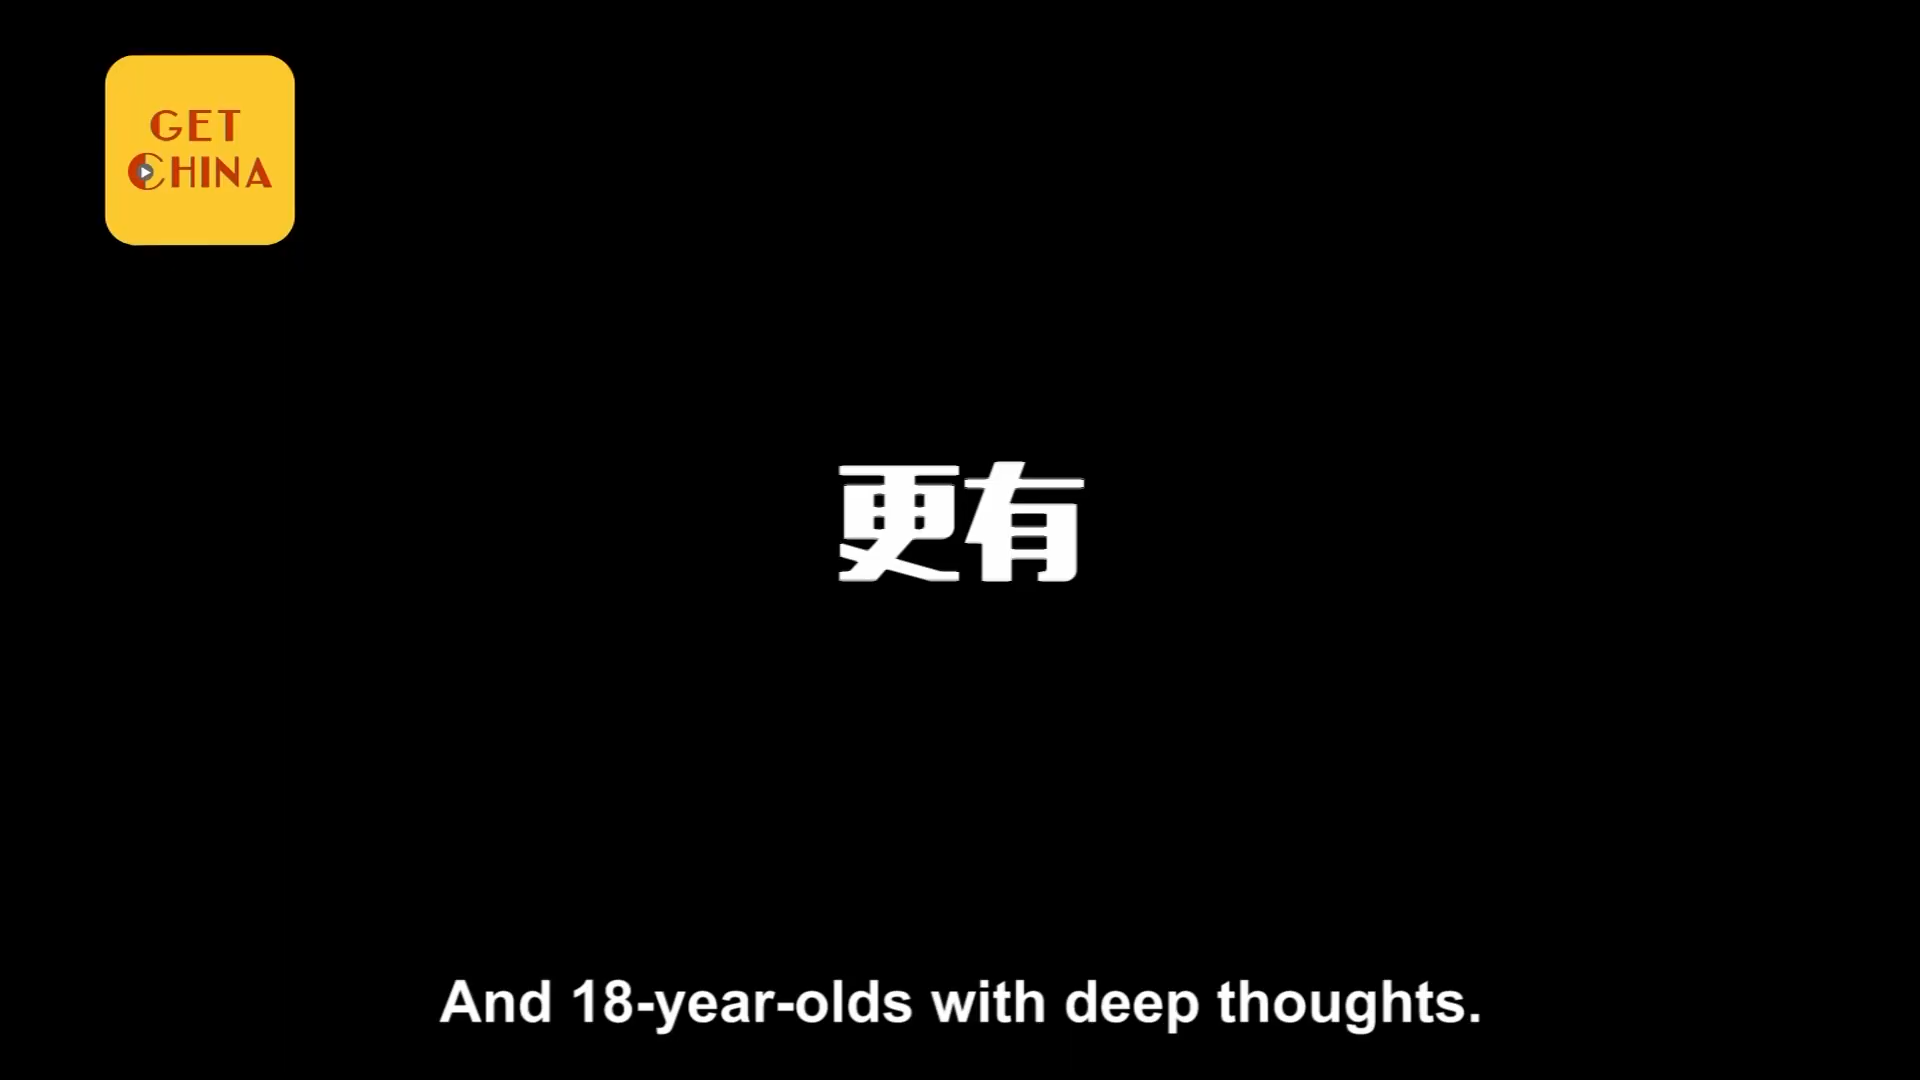 GET
CHINA
更有
And 18-year-olds with deep thoughts.